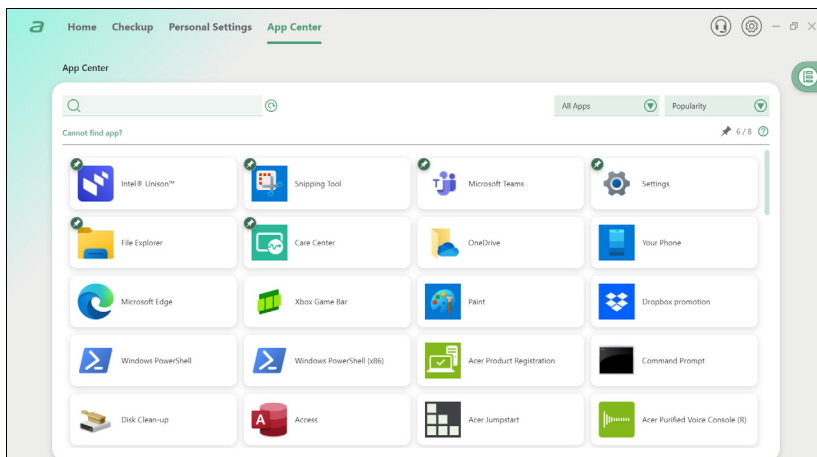 a Home Checkup Personal Settings App Center
App Center
All Apps Popularity
Cannot find app? 6 / 8
Intel® Unison™ Snipping Tool Microsoft Teams Settings
File Explorer Care Center OneDrive Your Phone
Microsoft Edge Xbox Game Bar Paint Dropbox promotion
Windows PowerShell Windows PowerShell (x86) Acer Product Registration Command Prompt
Disk Clean-up Access Acer Jumpstart Acer Purified Voice Console (R)